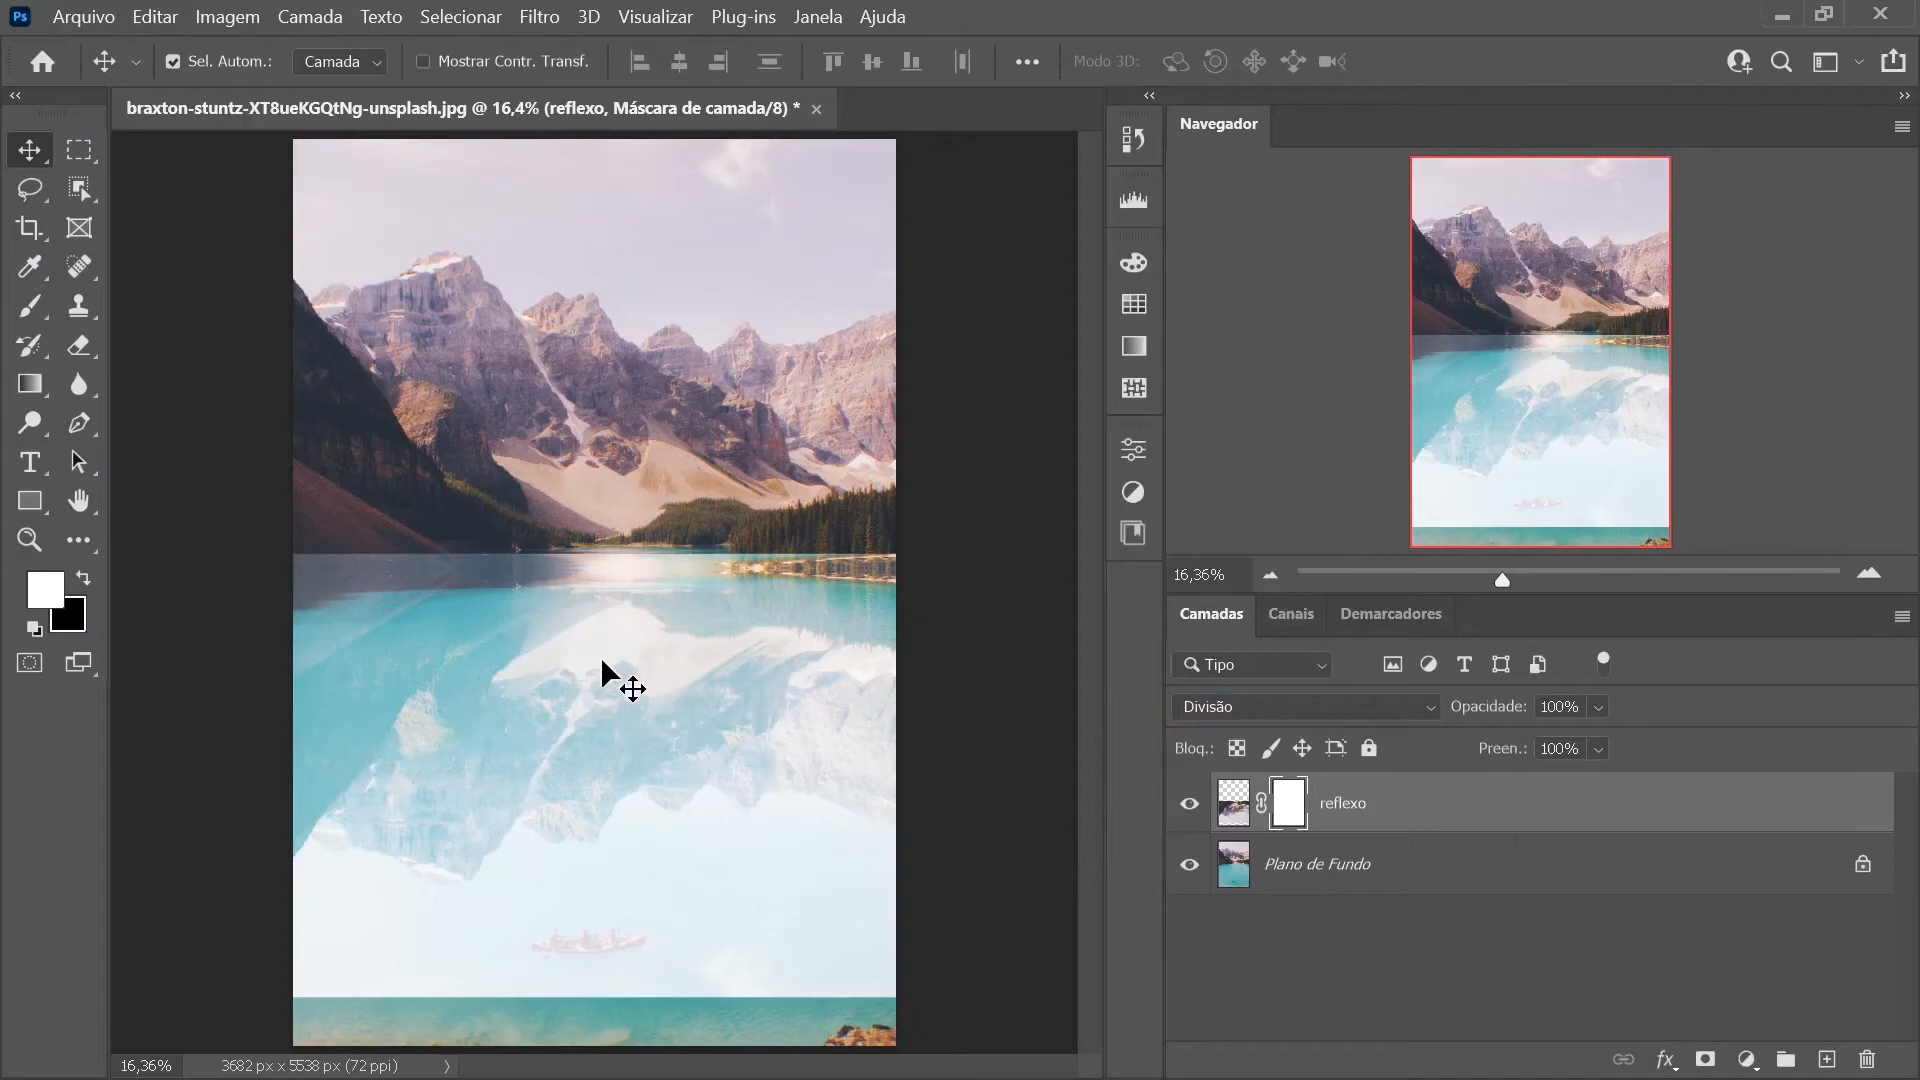 Ps Arquivo Editar Imagem Camada Texto Selecionar Filtro 3D Visualizar Plug-ins Janela Ajuda
Sel. Autom.: Camada Mostrar Contr. Transf. Modo 3D:
braxton-stuntz-XT8ueKGQtNg-unsplash.jpg @ 16,4% (reflexo, Máscara de camada/8) *
Navegador
16,36%
Camadas Canais Demarcadores
Tipo
Divisão Opacidade: 100%
Bloq.: Preen.: 100%
reflexo
Plano de Fundo
16,36% 3682 px x 5538 px (72 ppi)
fx